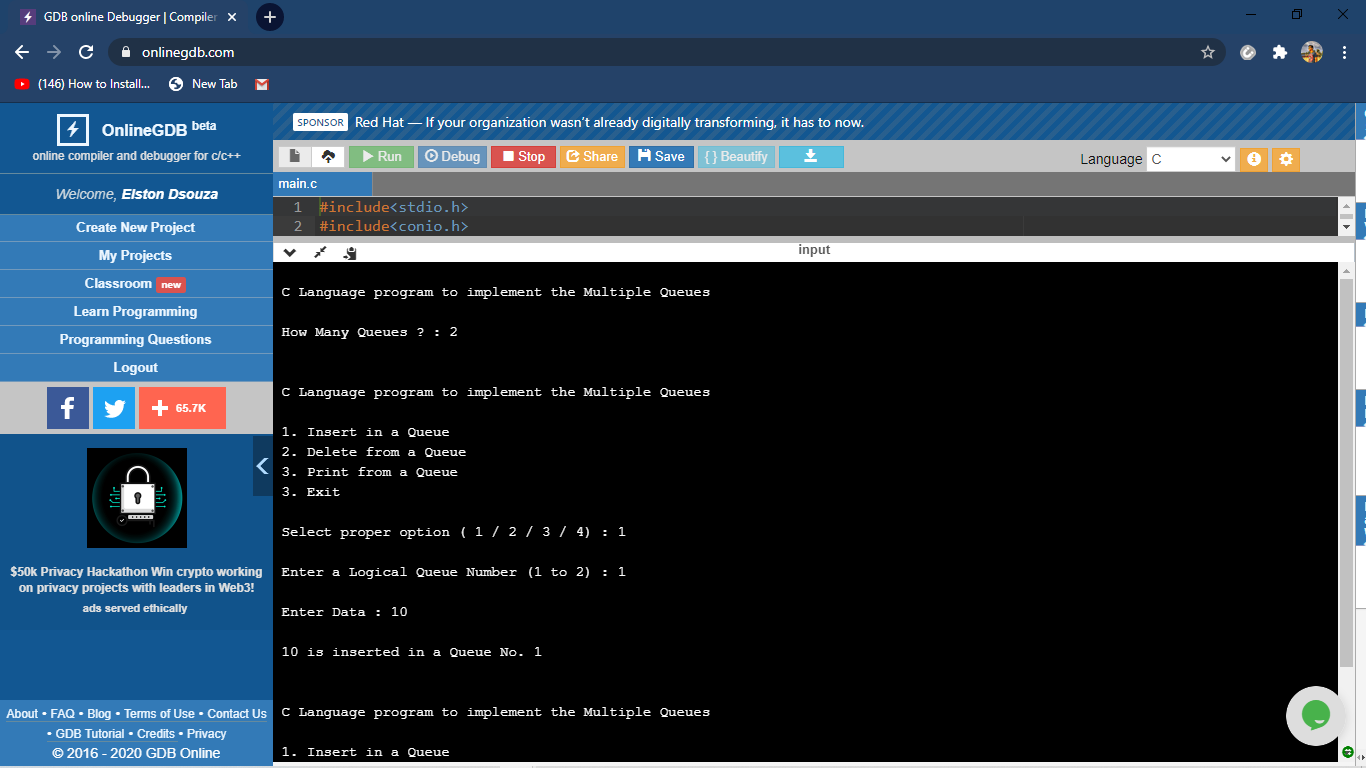 GDB online Debugger | Compiler
onlinegdb.com
(146) How to Install...
New Tab
OnlineGDB beta
online compiler and debugger for c/c++
Welcome, Elston Dsouza
Create New Project
My Projects
Classroom new
Learn Programming
Programming Questions
Logout
f
65.7K
$50k Privacy Hackathon Win crypto working
on privacy projects with leaders in Web3!
ads served ethically
About • FAQ • Blog • Terms of Use • Contact Us
• GDB Tutorial • Credits • Privacy
© 2016 - 2020 GDB Online
SPONSOR Red Hat — If your organization wasn't already digitally transforming, it has to now.
Run Debug Stop Share Save { } Beautify
Language C
main.c
1 #include<stdio.h>
2 #include<conio.h>
input
C Language program to implement the Multiple Queues
How Many Queues ? : 2
C Language program to implement the Multiple Queues
1. Insert in a Queue
2. Delete from a Queue
3. Print from a Queue
3. Exit
Select proper option ( 1 / 2 / 3 / 4) : 1
Enter a Logical Queue Number (1 to 2) : 1
Enter Data : 10
10 is inserted in a Queue No. 1
C Language program to implement the Multiple Queues
1. Insert in a Queue